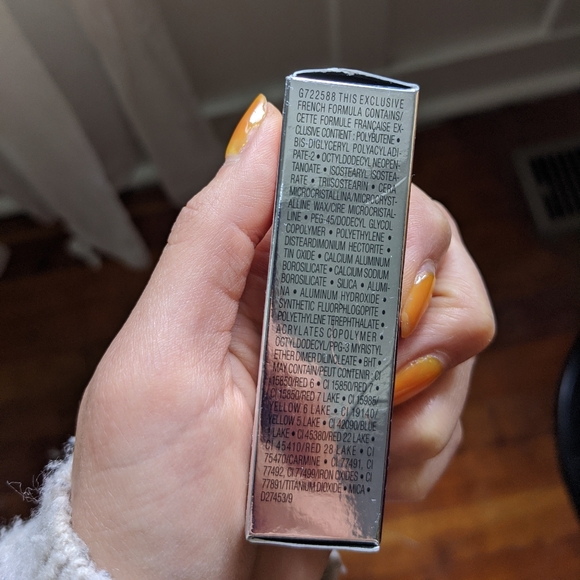 G722588 THIS EXCLUSIVE
FRENCH FORMULA CONTAINS/
CETTE FORMULE FRANÇAISE EX-
CLUSIVE CONTIENT : POLYBUTENE •
BIS-DIGLYCERYL POLYACYLADI-
PATE-2 • OCTYLDODECYL NEOPEN-
TANOATE • ISOSTEARYL ISOSTEA-
RATE • TRIISOSTEARIN • CERA
MICROCRISTALLINA/MICROCRYST-
ALLINE WAX/CIRE MICROCRISTAL-
LINE • PEG-45/DODECYL GLYCOL
COPOLYMER • POLYETHYLENE •
DISTEARDIMONIUM HECTORITE •
TIN OXIDE • CALCIUM ALUMINUM
BOROSILICATE • CALCIUM SODIUM
BOROSILICATE • SILICA • ALUMI-
NA • ALUMINUM HYDROXIDE •
SYNTHETIC FLUORPHLOGOPITE •
POLYETHYLENE TEREPHTHALATE •
ACRYLATES COPOLYMER •
OCTYLDODECYL/PPG-3 MYRISTYL
ETHER DIMER DILINOLEATE • BHT •
MAY CONTAIN/PEUT CONTENIR : CI
15850/RED 6 • CI 15850/RED 7 •
CI 15850/RED 7 LAKE • CI 15985/
YELLOW 6 LAKE • CI 19140/
YELLOW 5 LAKE • CI 42090/BLUE
1 LAKE • CI 45380/RED 22 LAKE •
CI 45410/RED 28 LAKE • CI
75470/CARMINE • CI 77491, CI
77492, CI 77499/IRON OXIDES • CI
77891/TITANIUM DIOXIDE • MICA •
D27453/9